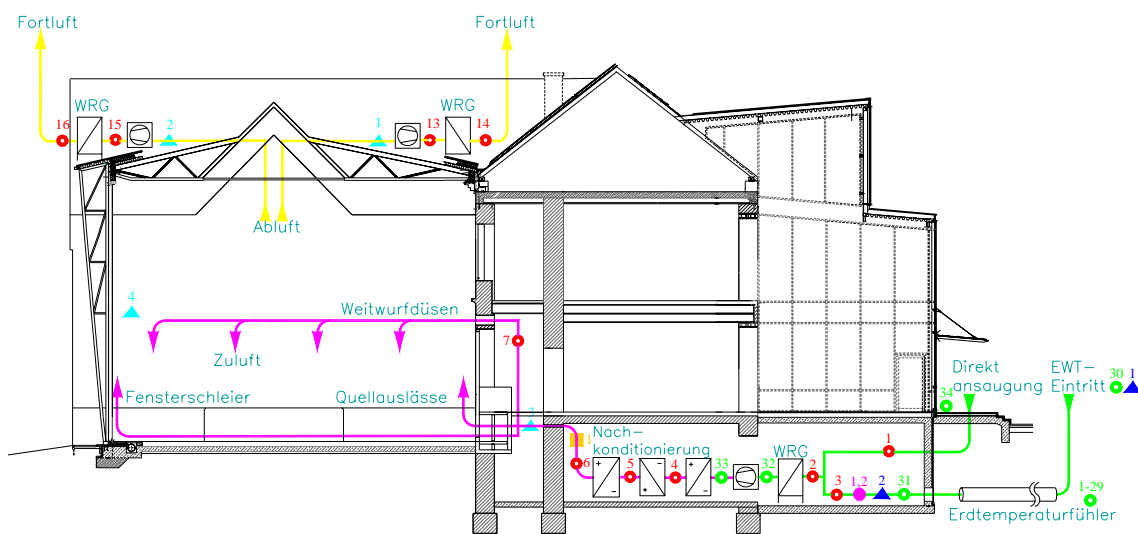 Fortluft
Fortluft
WRG
WRG
16
15
2
1
13
14
Abluft
4
Weitwurfdüsen
7
Zuluft
Fensterschleier
Quellauslässe
3
1
Nach-
konditionierung
6
5
4
33
32
WRG
2
1
3
1,2
2
31
34
Direkt
ansaugung
EWT-
Eintritt
30
1
1-29
Erdtemperaturfühler